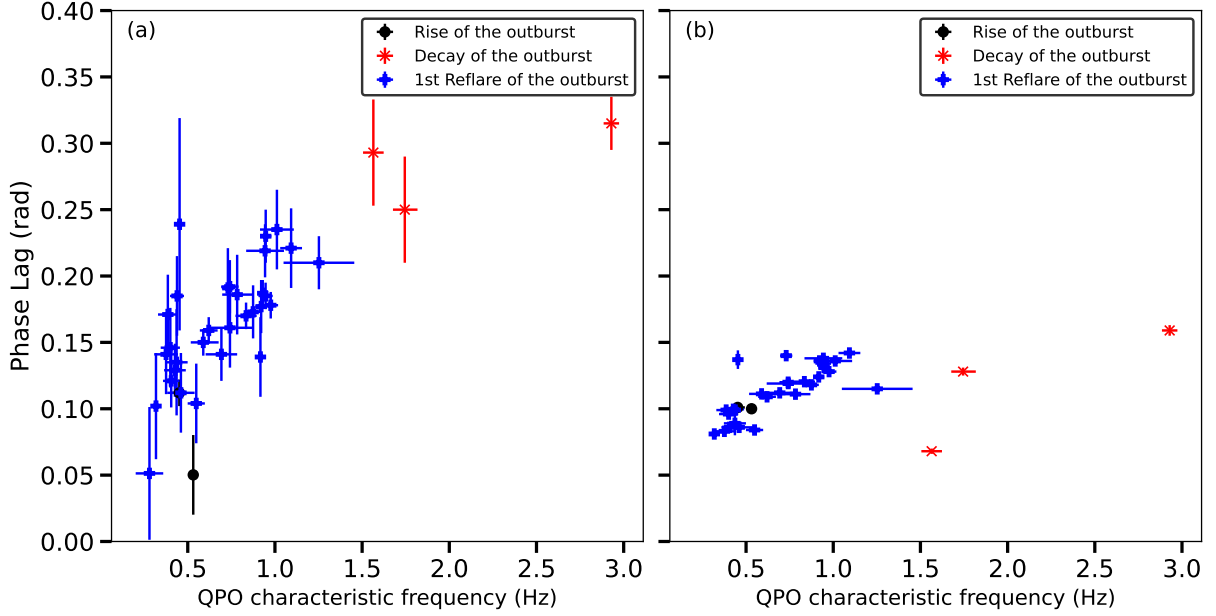 (a)
Rise of the outburst
Decay of the outburst
1st Reflare of the outburst
(b)
Rise of the outburst
Decay of the outburst
1st Reflare of the outburst
Phase Lag (rad)
0.40
0.35
0.30
0.25
0.20
0.15
0.10
0.05
0.00
0.5 1.0 1.5 2.0 2.5 3.0
QPO characteristic frequency (Hz)
0.5 1.0 1.5 2.0 2.5 3.0
QPO characteristic frequency (Hz)